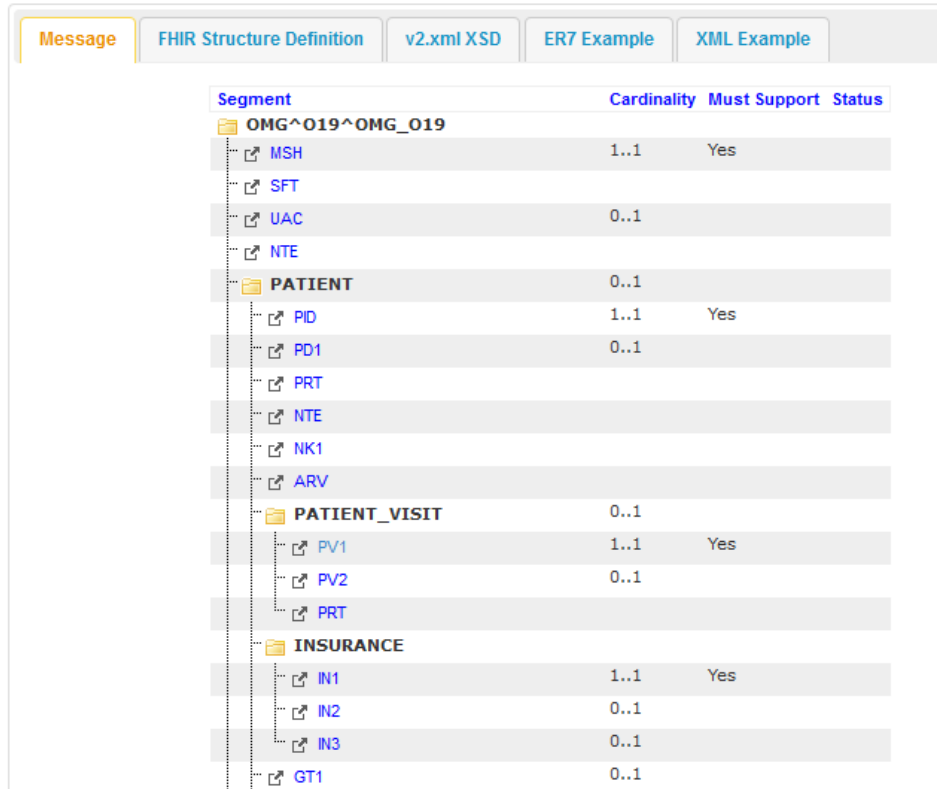 Message FHIR Structure Definition v2.xml XSD ER7 Example XML Example
Segment Cardinality Must Support Status
OMG^O19^OMG_O19
MSH 1..1 Yes
SFT
UAC 0..1
NTE
PATIENT 0..1
PID 1..1 Yes
PD1 0..1
PRT
NTE
NK1
ARV
PATIENT_VISIT 0..1
PV1 1..1 Yes
PV2 0..1
PRT
INSURANCE
IN1 1..1 Yes
IN2 0..1
IN3 0..1
GT1 0..1